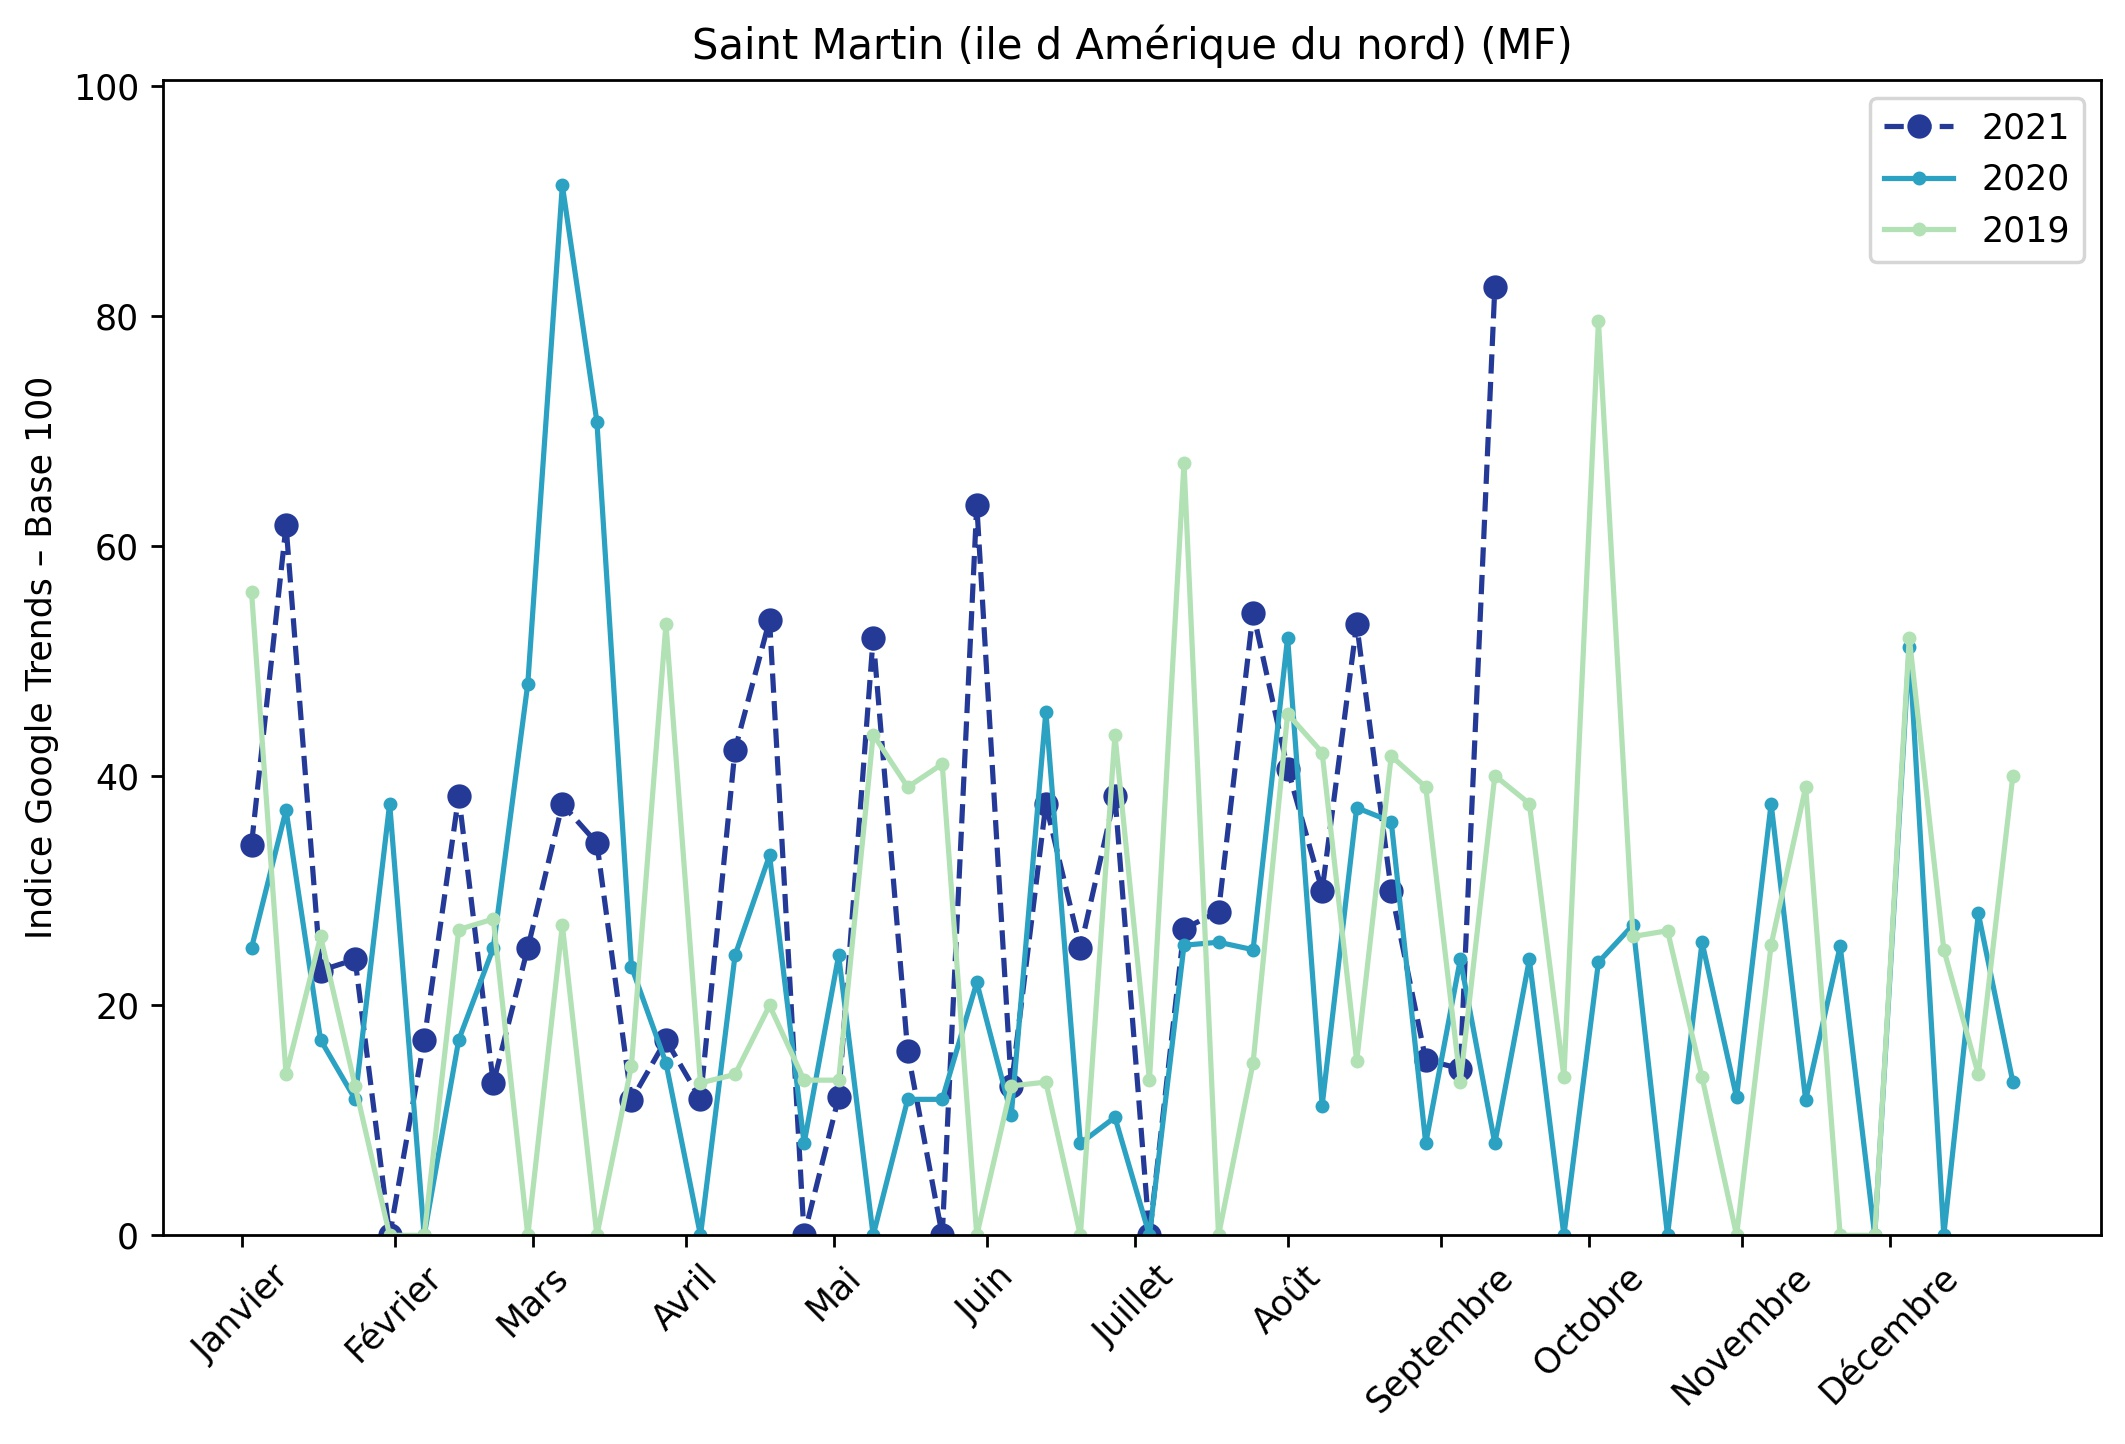 Saint Martin (ile d Amérique du nord) (MF)
Indice Google Trends – Base 100
100
80
60
40
20
0
2021
2020
2019
Janvier
Février
Mars
Avril
Mai
Juin
Juillet
Août
Septembre
Octobre
Novembre
Décembre